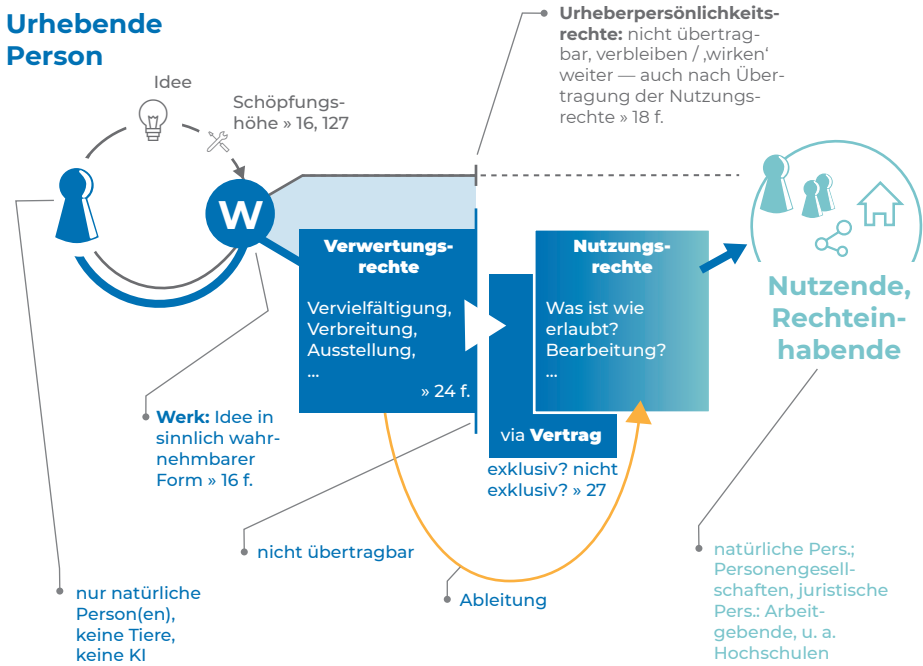 Urhebende
Person
Idee
Schöpfungs-
höhe » 16, 127
Urheberpersönlichkeits-
rechte: nicht übertrag-
bar, verbleiben / ‚wirken‘
weiter — auch nach Über-
tragung der Nutzungs-
rechte » 18 f.
W
Verwertungs-
rechte
Vervielfältigung,
Verbreitung,
Ausstellung,
...
» 24 f.
Nutzungs-
rechte
Was ist wie
erlaubt?
Bearbeitung?
...
via Vertrag
exklusiv? nicht
exklusiv? » 27
Nutzende,
Rechtein-
habende
Werk: Idee in
sinnlich wahr-
nehmbarer
Form » 16 f.
nicht übertragbar
Ableitung
nur natürliche
Person(en),
keine Tiere,
keine KI
natürliche Pers.;
Personengesell-
schaften, juristische
Pers.: Arbeit-
gebende, u. a.
Hochschulen